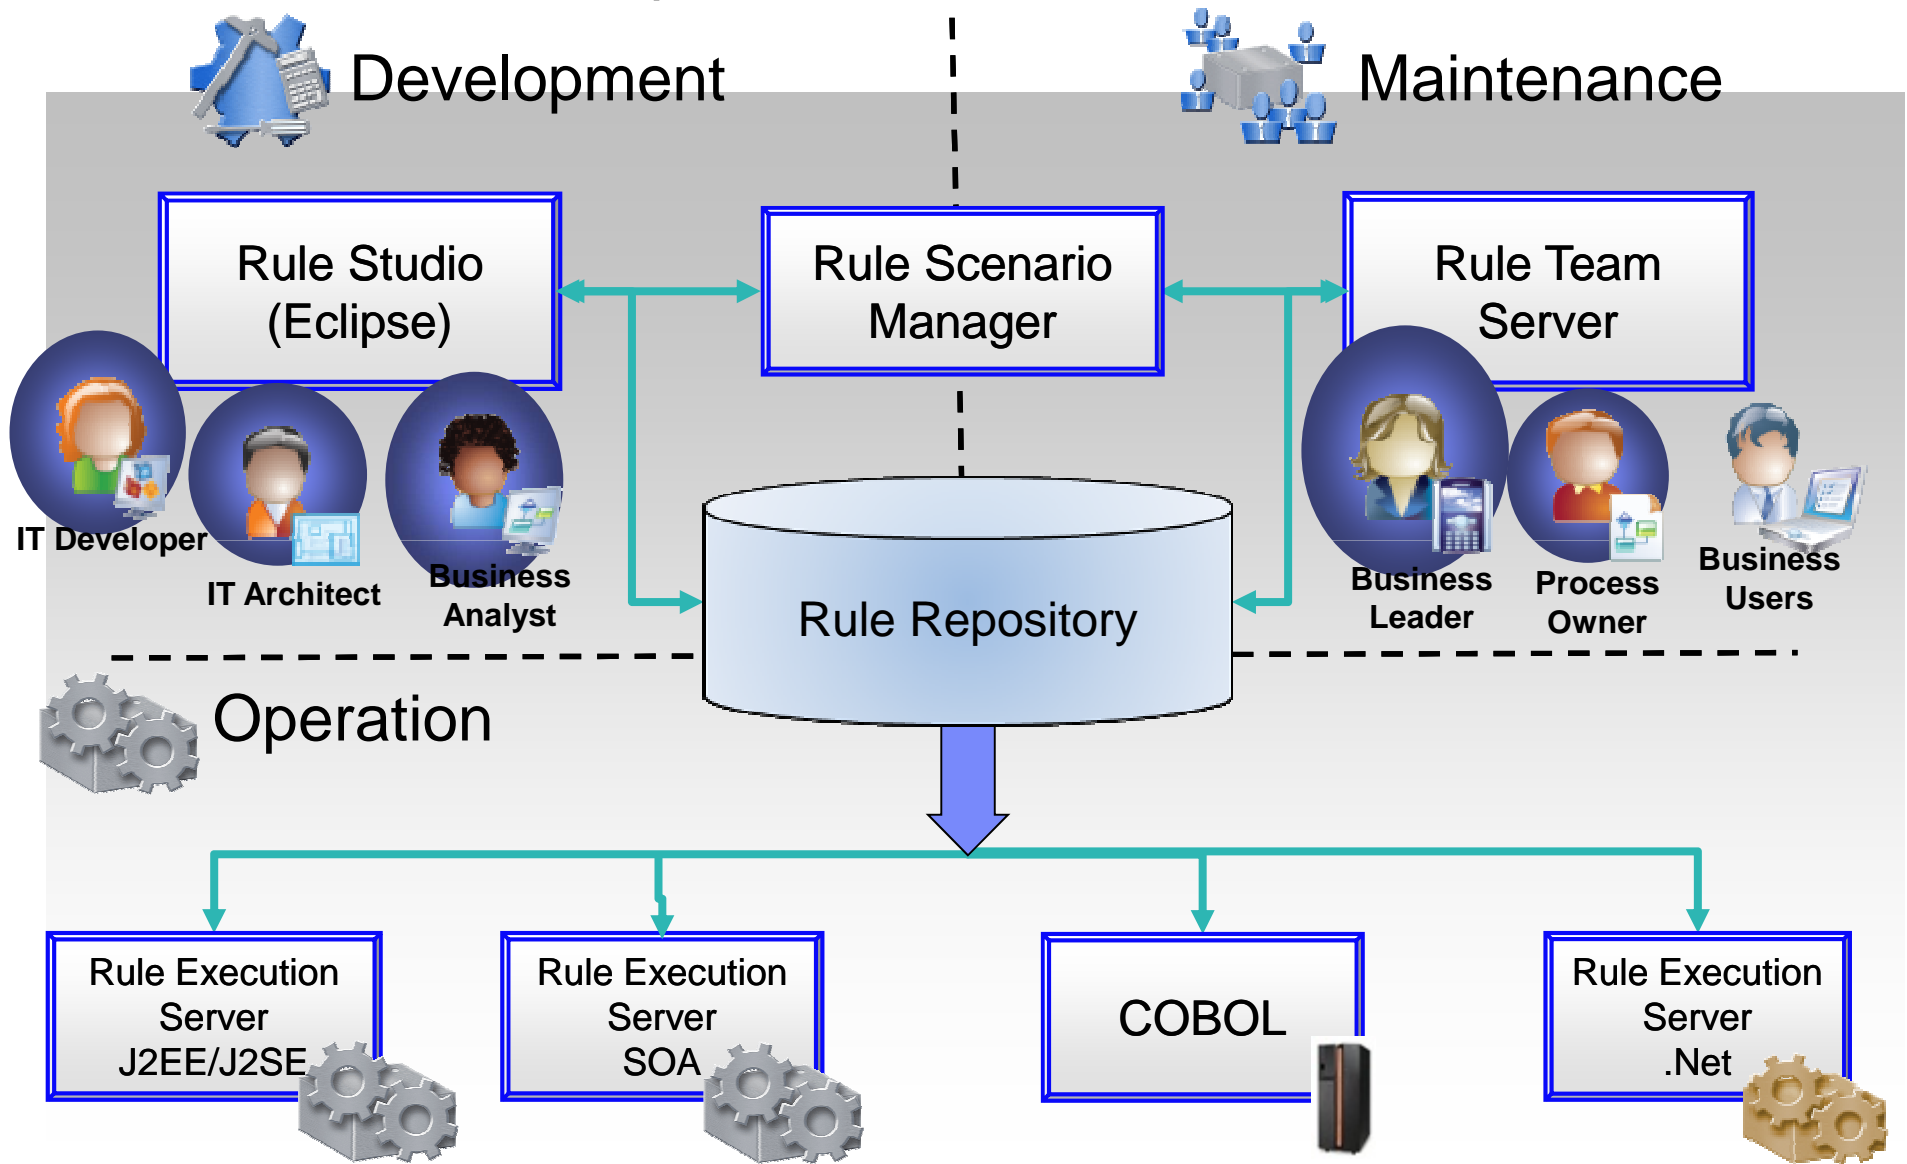 Development
Maintenance
Rule Studio
(Eclipse)
Rule Scenario
Manager
Rule Team
Server
IT Developer
IT Architect
Business
Analyst
Business
Leader
Process
Owner
Business
Users
Rule Repository
Operation
Rule Execution
Server
J2EE/J2SE
Rule Execution
Server
SOA
COBOL
Rule Execution
Server
.Net